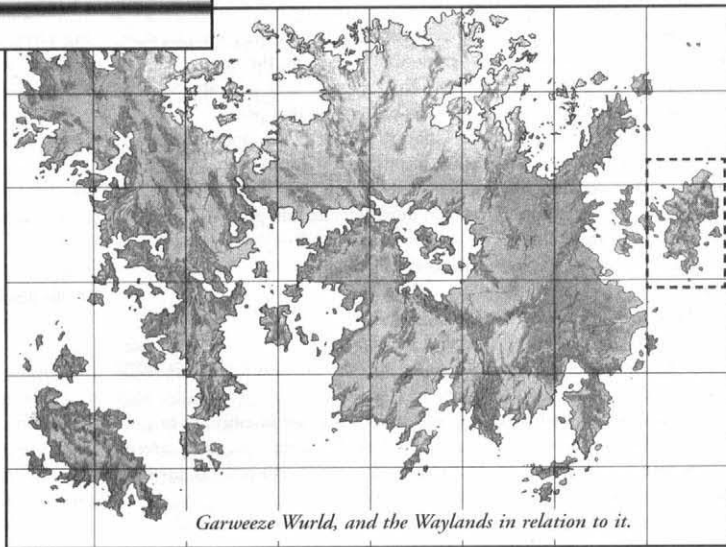 Garweeze Wurld, and the Waylands in relation to it.